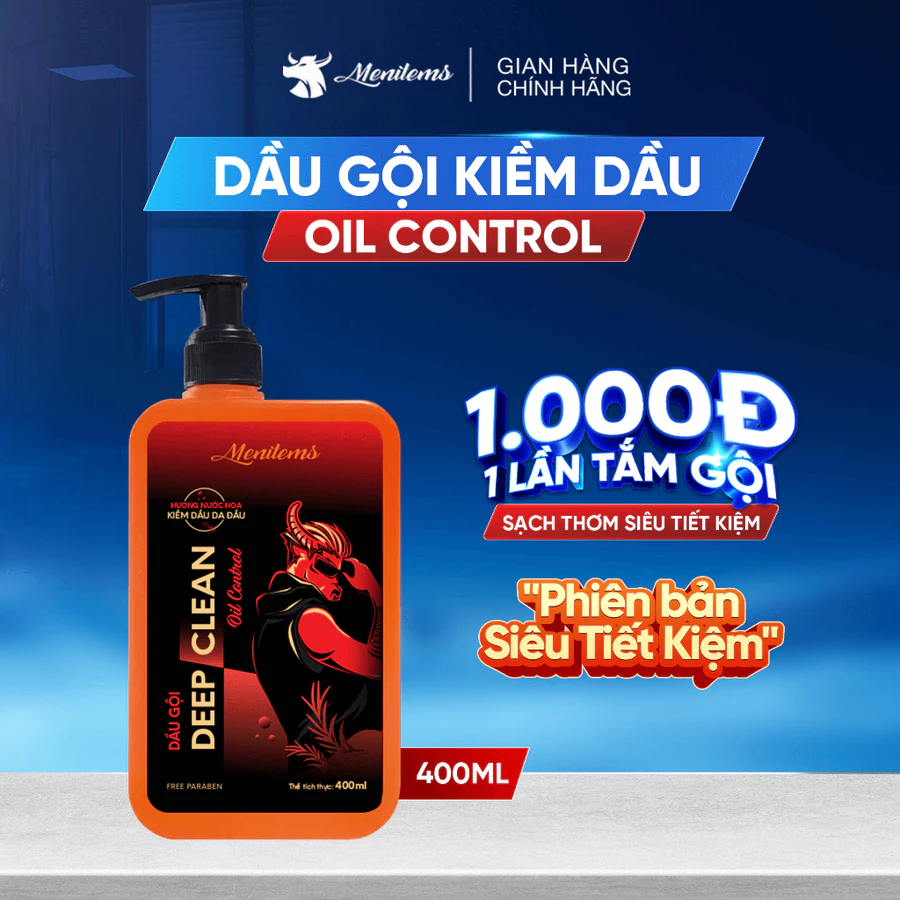 Menitems
GIAN HÀNG
CHÍNH HÃNG
DẦU GỘI KIỀM DẦU
OIL CONTROL
1.000Đ
1 LẦN TẮM GỘI
SẠCH THƠM SIÊU TIẾT KIỆM
"Phiên bản
Siêu Tiết Kiệm"
Menitems
HƯƠNG NƯỚC HOA
KIỀM DẦU DA ĐẦU
DẦU GỘI
DEEP CLEAN
Oil Control
FREE PARABEN
Thể tích thực: 400ml
400ML